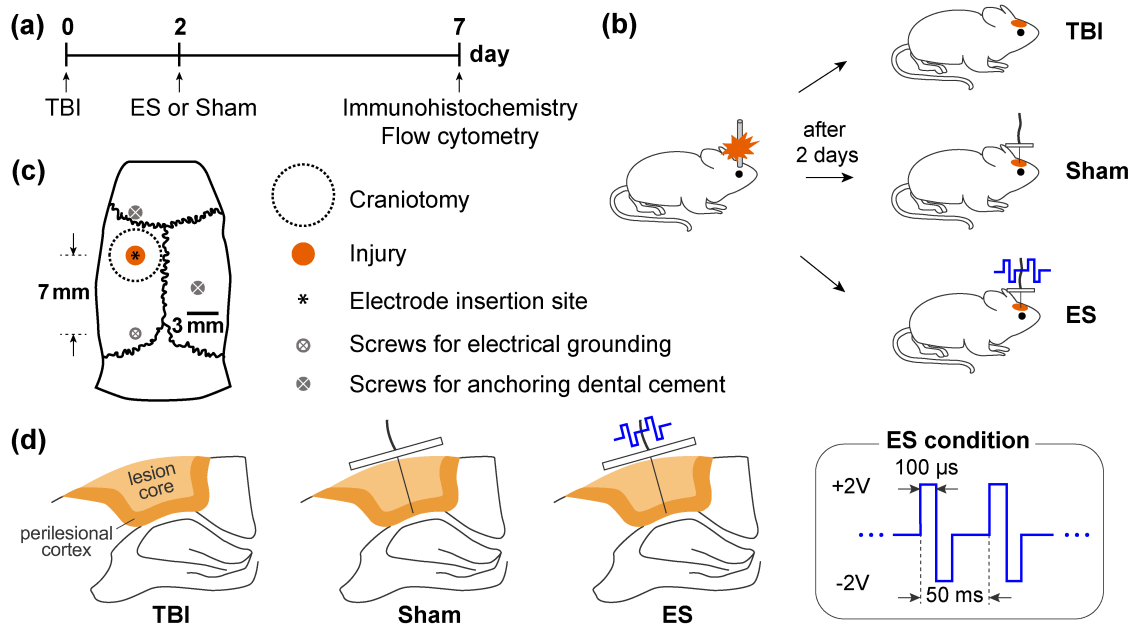 (a)
0 2 7
day
TBI ES or Sham Immunohistochemistry
Flow cytometry
(b)
after
2 days
TBI
Sham
ES
(c)
7 mm
3 mm
*
Craniotomy
Injury
* Electrode insertion site
Screws for electrical grounding
Screws for anchoring dental cement
(d)
lesion
core
perilesional
cortex
TBI
Sham
ES
ES condition
100 µs
+2V
-2V
50 ms